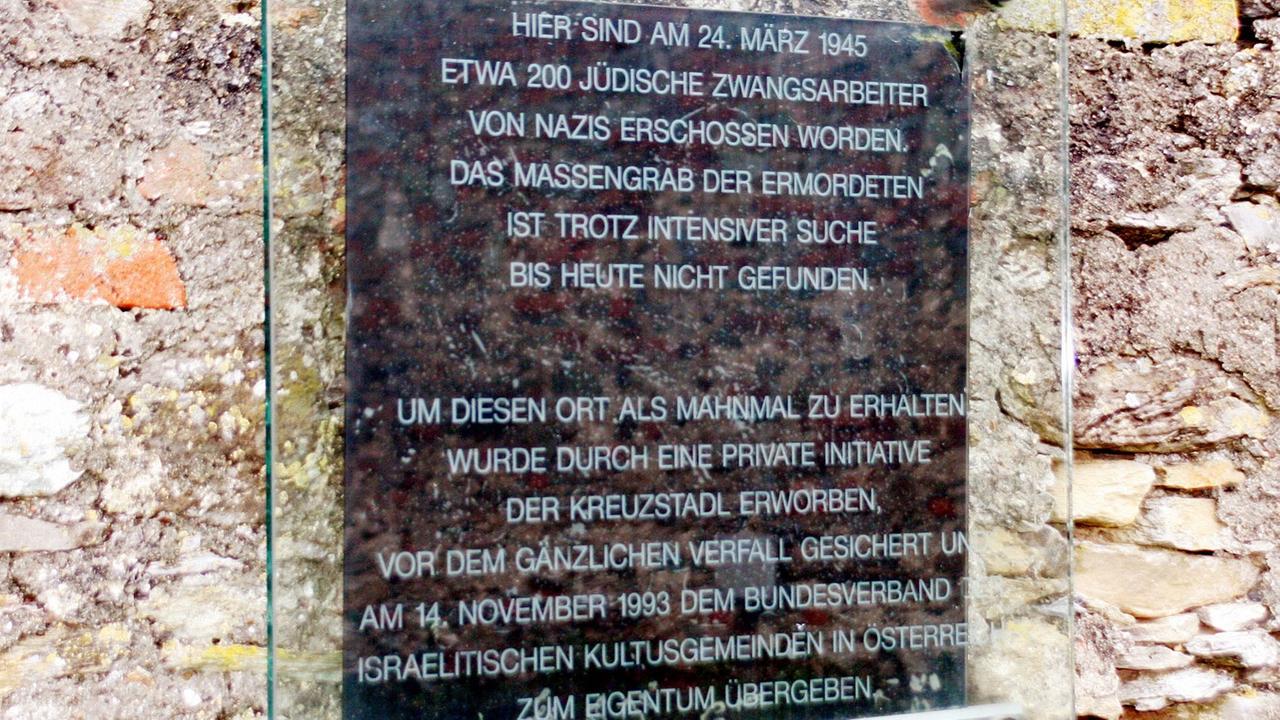 HIER SIND AM 24. MÄRZ 1945
ETWA 200 JÜDISCHE ZWANGSARBEITER
VON NAZIS ERSCHOSSEN WORDEN.
DAS MASSENGRAB DER ERMORDETEN
IST TROTZ INTENSIVER SUCHE
BIS HEUTE NICHT GEFUNDEN.
UM DIESEN ORT ALS MAHNMAL ZU ERHALTEN
WURDE DURCH EINE PRIVATE INITIATIVE
DER KREUZSTADL ERWORBEN,
VOR DEM GÄNZLICHEN VERFALL GESICHERT
AM 14. NOVEMBER 1993 DEM BUNDESVERBAND
ISRAELITISCHEN KULTUSGEMEINDEN IN
ZUM EIGENTUM ÜBERGEBEN.